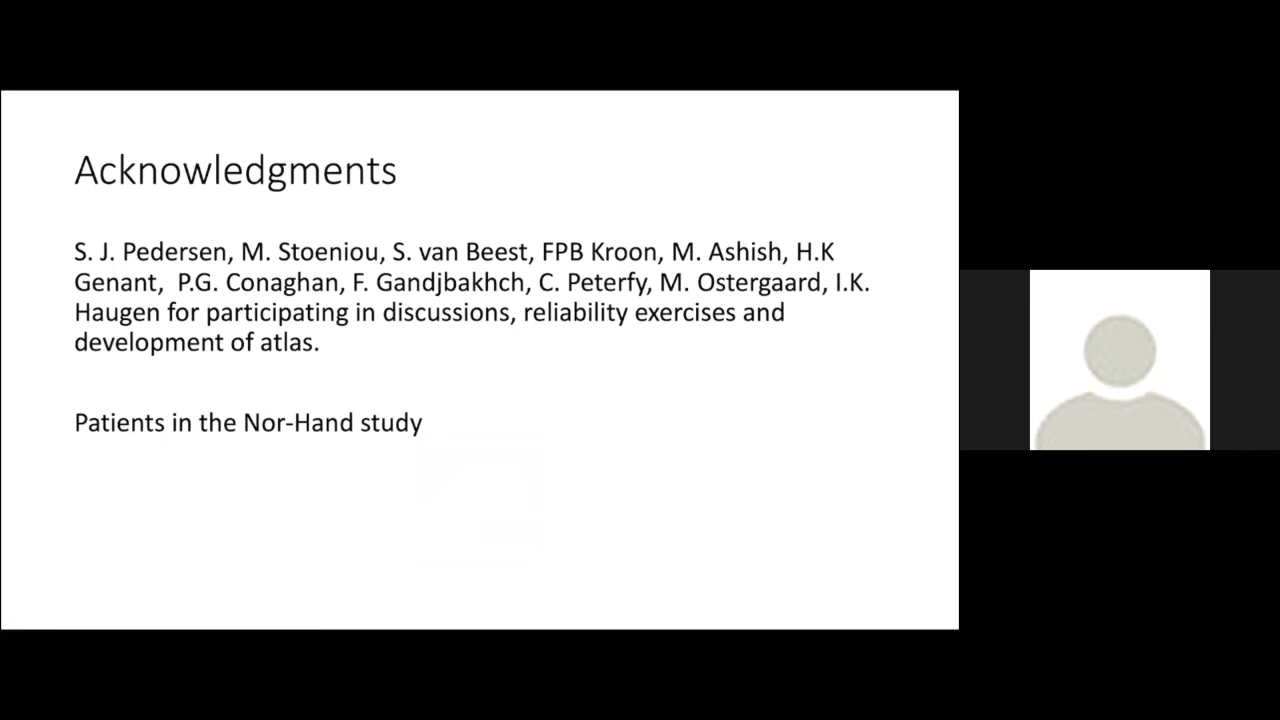 Acknowledgments
S. J. Pedersen, M. Stoeniou, S. van Beest, FPB Kroon, M. Ashish, H.K
Genant,  P.G. Conaghan, F. Gandjbakhch, C. Peterfy, M. Ostergaard, I.K.
Haugen for participating in discussions, reliability exercises and
development of atlas.
Patients in the Nor-Hand study